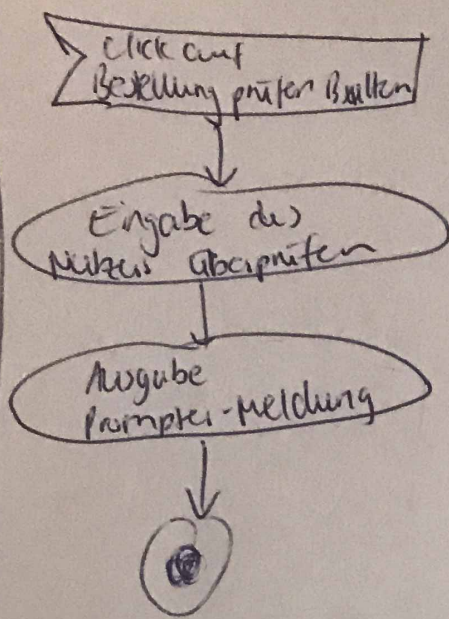 Click auf
Bestellung prüfen Button
Eingabe des
Nutzers überprüfen
Ausgabe
Prompter-Meldung